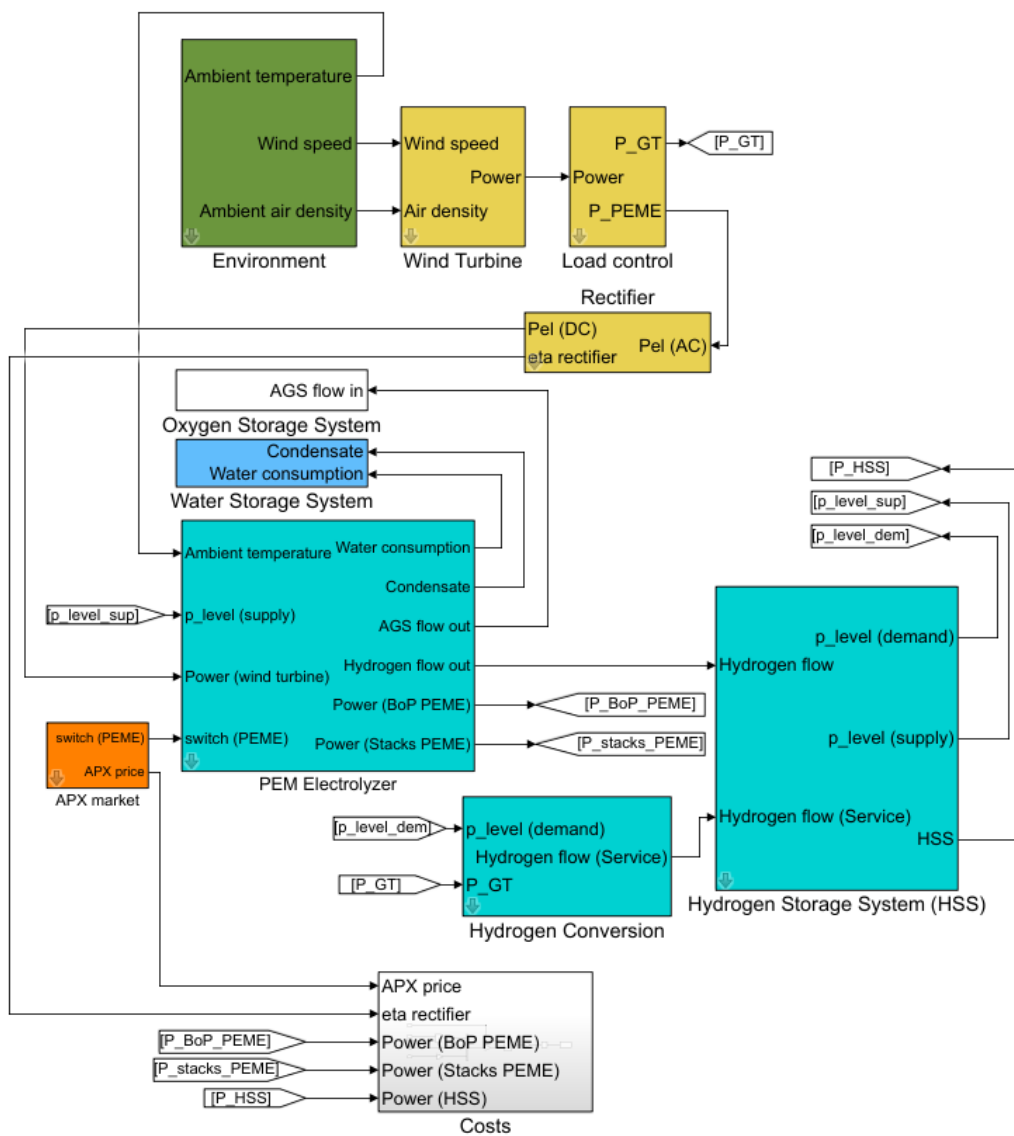 Ambient temperature
Wind speed
Ambient air density
Environment
Wind speed
Power
Air density
Wind Turbine
P_GT
Power
P_PEME
Load control
[P_GT]
Rectifier
Pel (DC)
eta rectifier
Pel (AC)
AGS flow in
Oxygen Storage System
Condensate
Water consumption
Water Storage System
Ambient temperature
p_level (supply)
Power (wind turbine)
switch (PEME)
Water consumption
Condensate
AGS flow out
Hydrogen flow out
Power (BoP PEME)
Power (Stacks PEME)
PEM Electrolyzer
[p_level_sup]
switch (PEME)
APX price
APX market
[P_BoP_PEME]
[P_stacks_PEME]
[P_HSS]
[p_level_sup]
[p_level_dem]
p_level (demand)
Hydrogen flow
p_level (supply)
Hydrogen flow (Service)
HSS
Hydrogen Storage System (HSS)
[p_level_dem]
[P_GT]
p_level (demand)
Hydrogen flow (Service)
P_GT
Hydrogen Conversion
APX price
eta rectifier
Power (BoP PEME)
Power (Stacks PEME)
Power (HSS)
Costs
[P_BoP_PEME]
[P_stacks_PEME]
[P_HSS]